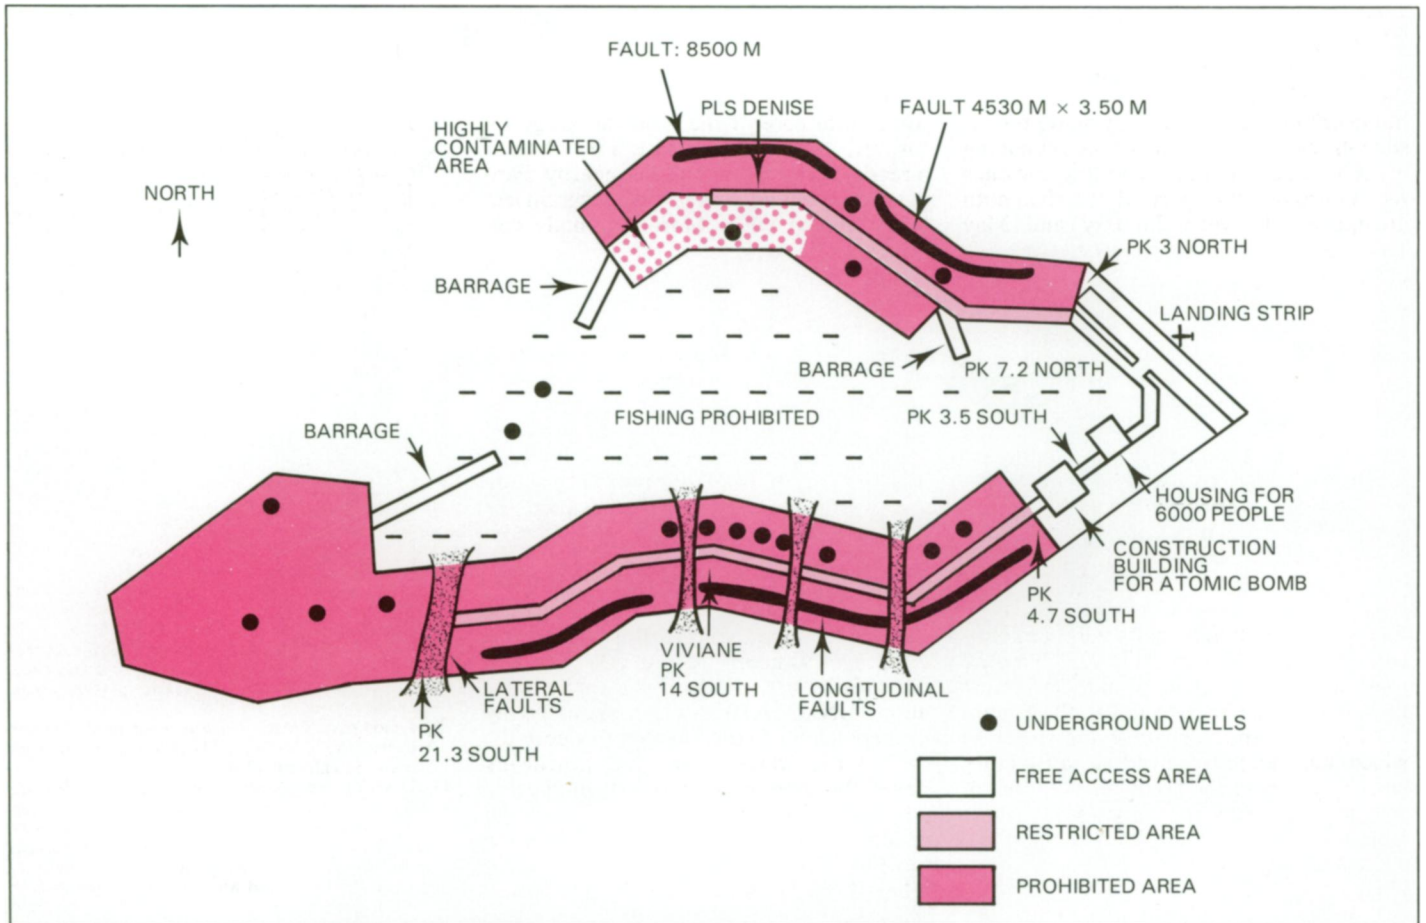 FAULT: 8500 M
PLS DENISE
FAULT 4530 M × 3.50 M
HIGHLY
CONTAMINATED
AREA
NORTH
PK 3 NORTH
BARRAGE
LANDING STRIP
BARRAGE
PK 7.2 NORTH
FISHING PROHIBITED
PK 3.5 SOUTH
BARRAGE
HOUSING FOR
6000 PEOPLE
CONSTRUCTION
BUILDING
FOR ATOMIC BOMB
PK
4.7 SOUTH
VIVIANE
PK
14 SOUTH
LATERAL
FAULTS
LONGITUDINAL
FAULTS
PK
21.3 SOUTH
UNDERGROUND WELLS
FREE ACCESS AREA
RESTRICTED AREA
PROHIBITED AREA